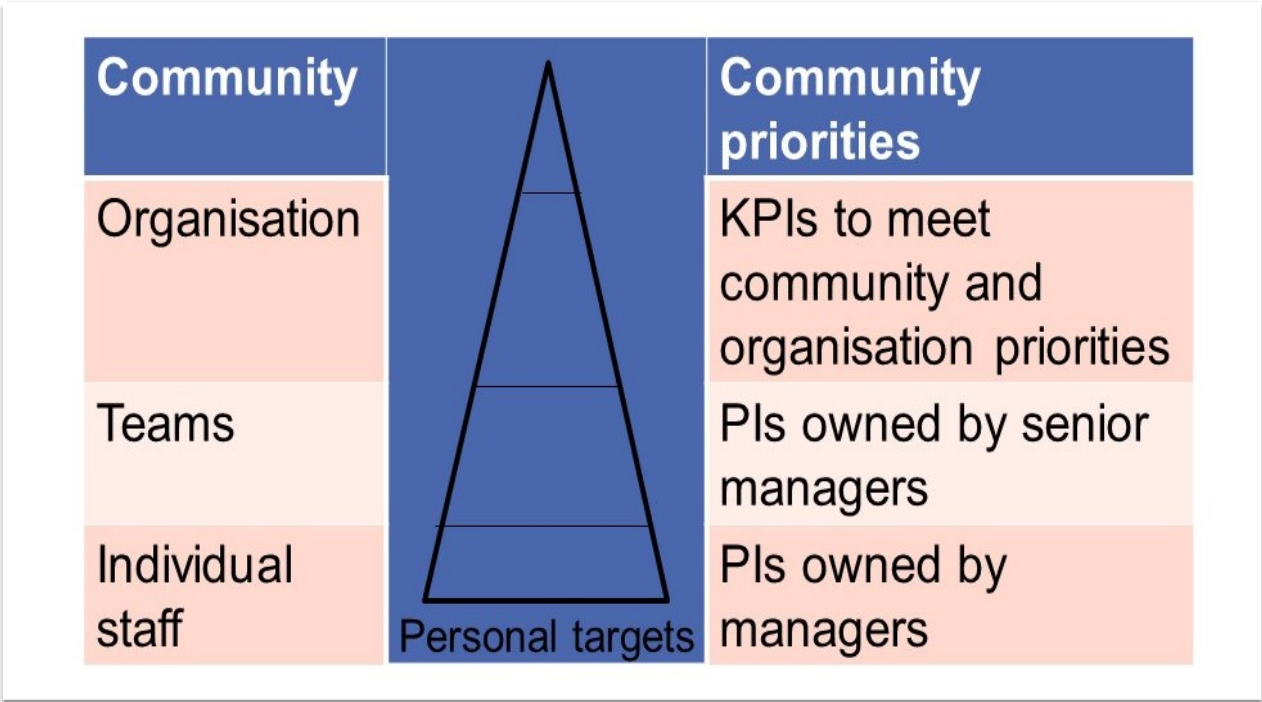 Community
Community
priorities
Organisation
KPIs to meet
community and
organisation priorities
Teams
PIs owned by senior
managers
Individual
staff
Personal targets
PIs owned by
managers